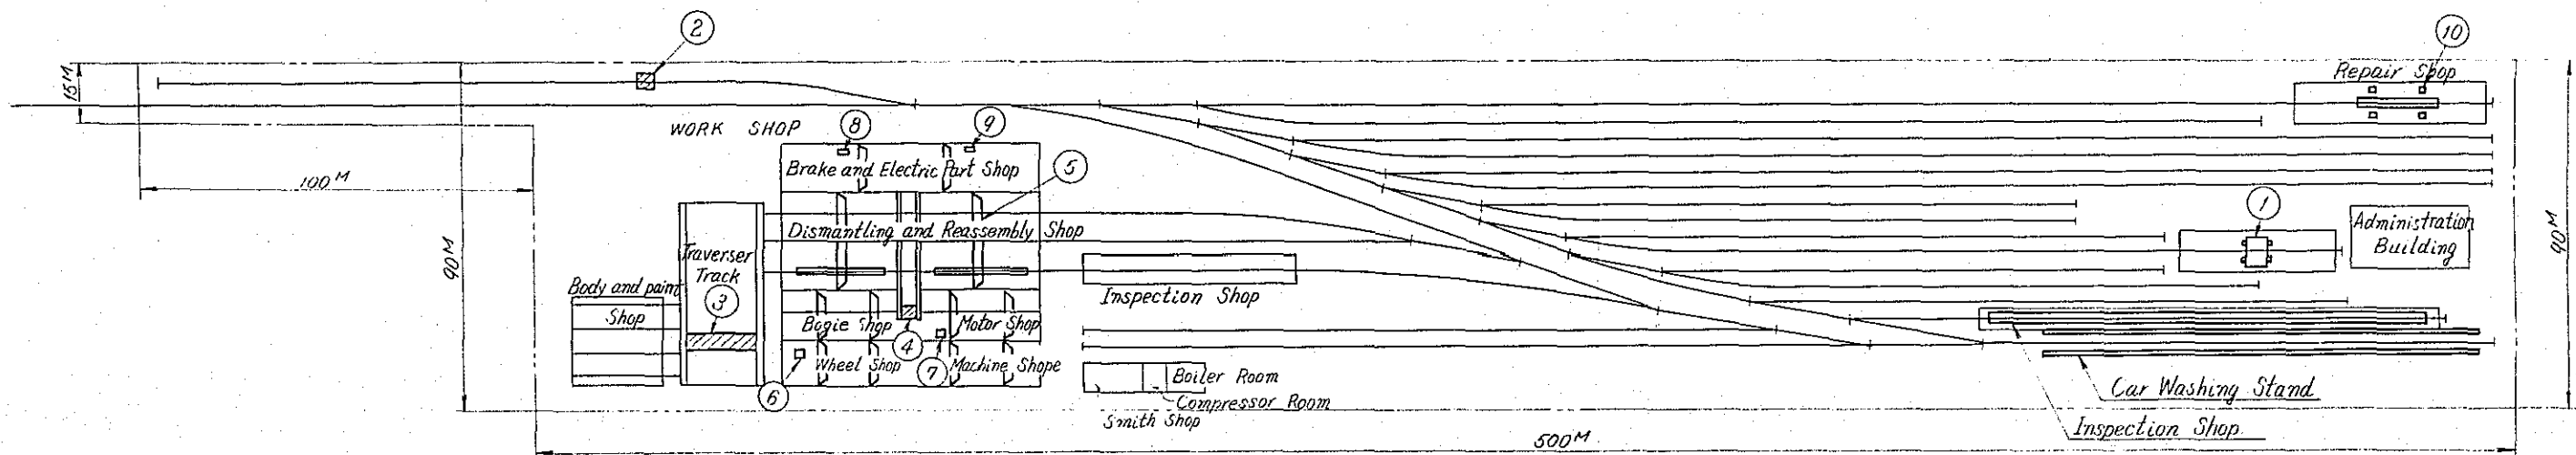 2
10
15M
Repair Shop
WORK SHOP
8
9
Brake and Electric Part Shop
5
100M
1
Administration
Building
90M
90M
Dismantling and Reassembly Shop
Traverser
Track
3
Body and paint
Shop
Inspection Shop
Bogie Shop
Motor Shop
4
7
6
Wheel Shop
Machine Shope
Boiler Room
Compressor Room
Smith Shop
Car Washing Stand
Inspection Shop
500M